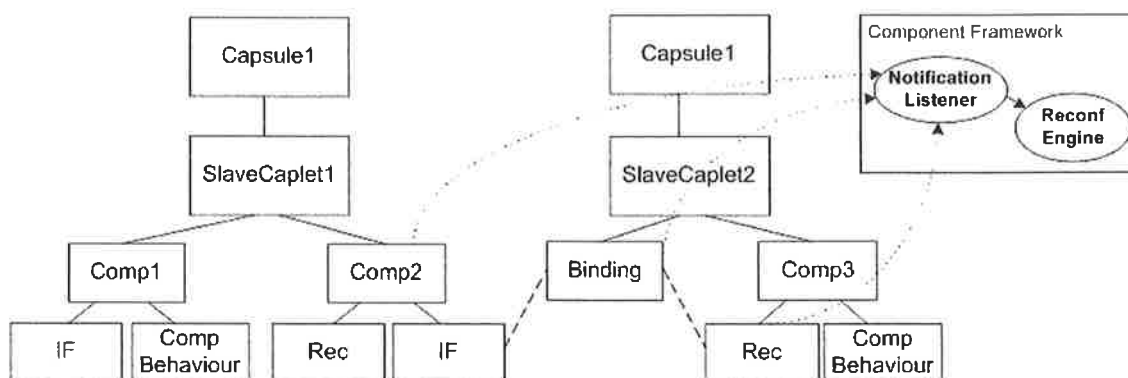 Capsule1
Capsule1
Component Framework
Notification
Listener
Reconf
Engine
SlaveCaplet1
SlaveCaplet2
Comp1
Comp2
Binding
Comp3
IF
Comp
Behaviour
Rec
IF
Rec
Comp
Behaviour